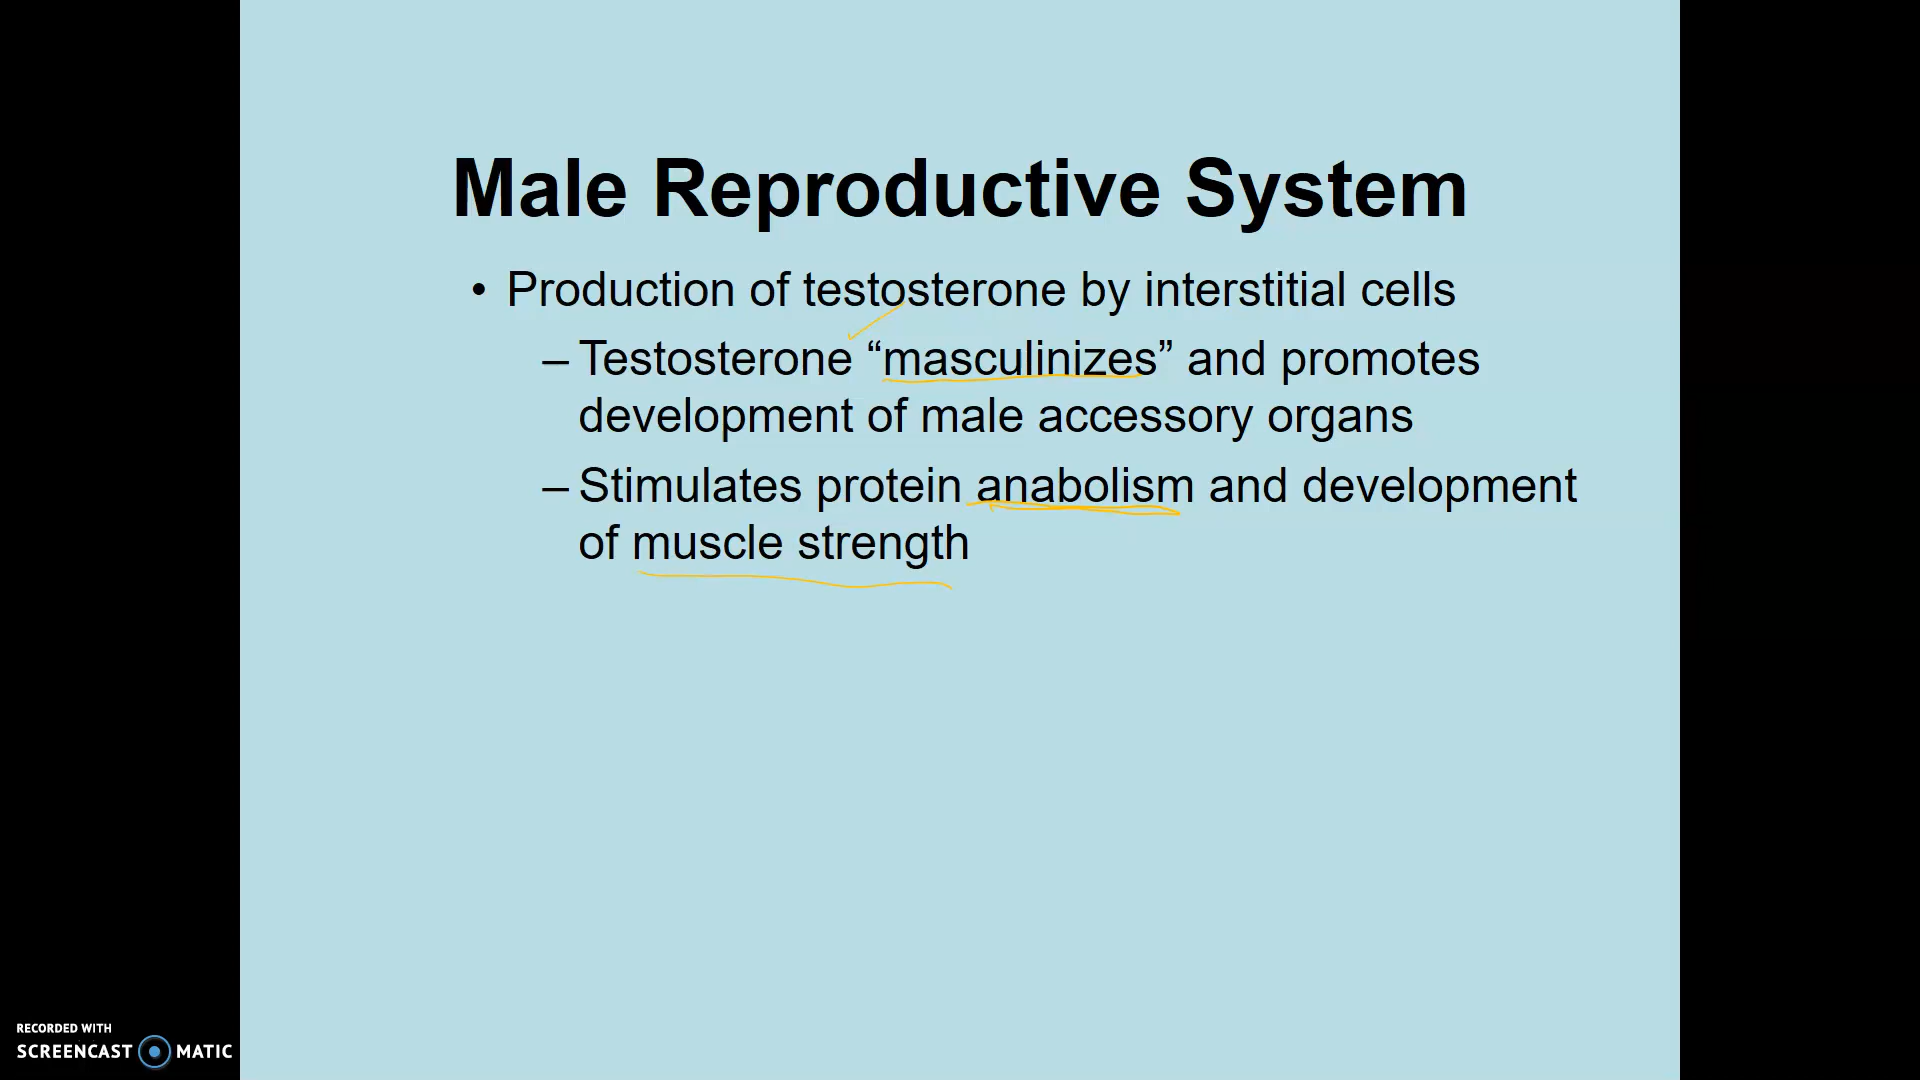 Male Reproductive System
• Production of testosterone by interstitial cells
– Testosterone “masculinizes” and promotes
development of male accessory organs
– Stimulates protein anabolism and development
of muscle strength
RECORDED WITH
SCREENCAST MATIC